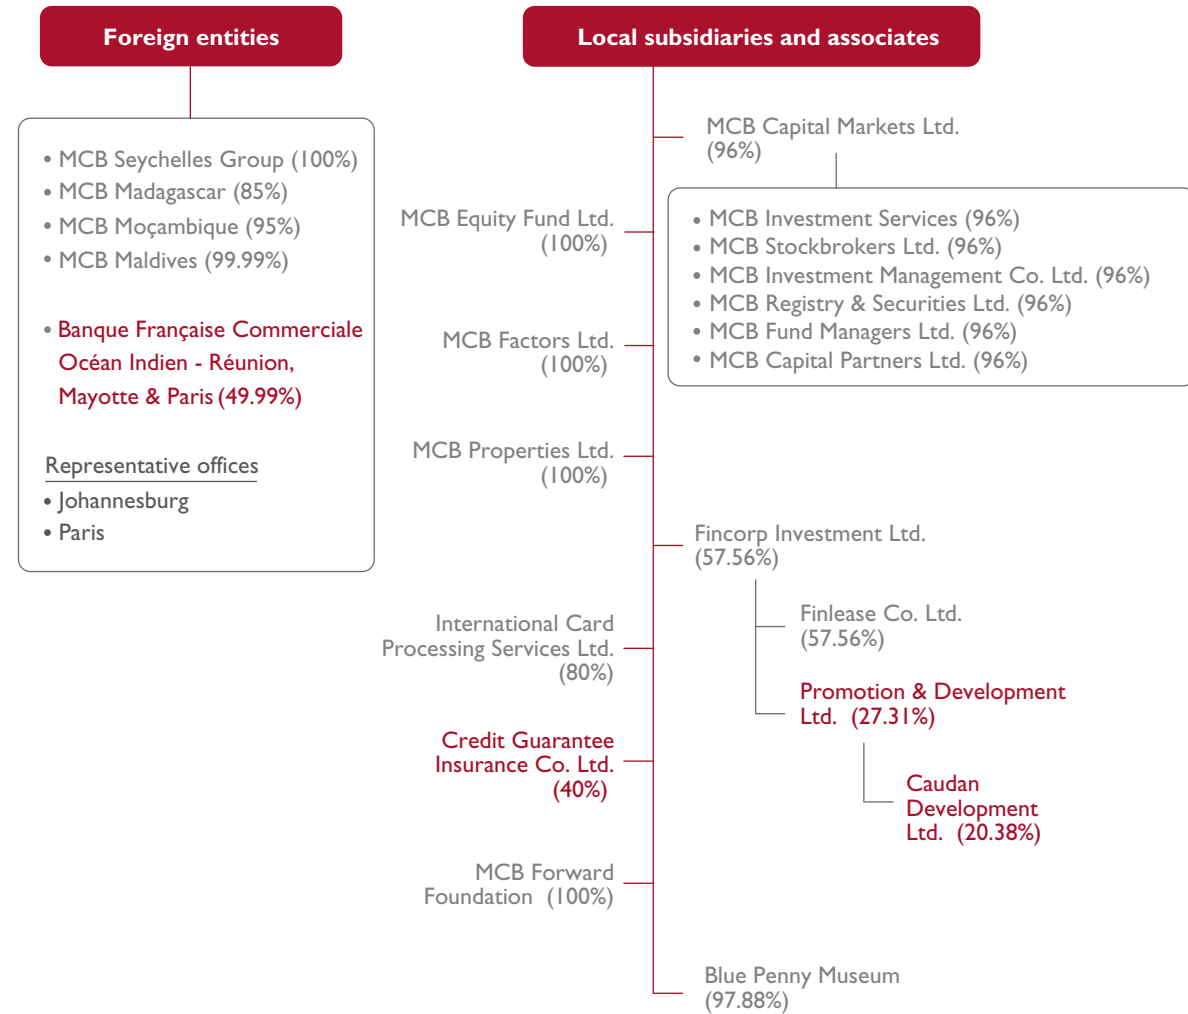 Foreign entities
• MCB Seychelles Group (100%)
• MCB Madagascar (85%)
• MCB Moçambique (95%)
• MCB Maldives (99.99%)
• Banque Française Commerciale
Océan Indien - Réunion,
Mayotte & Paris (49.99%)
Representative offices
• Johannesburg
• Paris
Local subsidiaries and associates
MCB Capital Markets Ltd.
(96%)
• MCB Investment Services (96%)
• MCB Stockbrokers Ltd. (96%)
• MCB Investment Management Co. Ltd. (96%)
• MCB Registry & Securities Ltd. (96%)
• MCB Fund Managers Ltd. (96%)
• MCB Capital Partners Ltd. (96%)
MCB Equity Fund Ltd.
(100%)
MCB Factors Ltd.
(100%)
MCB Properties Ltd.
(100%)
Fincorp Investment Ltd.
(57.56%)
Finlease Co. Ltd.
(57.56%)
Promotion & Development
Ltd. (27.31%)
Caudan
Development
Ltd. (20.38%)
International Card
Processing Services Ltd.
(80%)
Credit Guarantee
Insurance Co. Ltd.
(40%)
MCB Forward
Foundation (100%)
Blue Penny Museum
(97.88%)